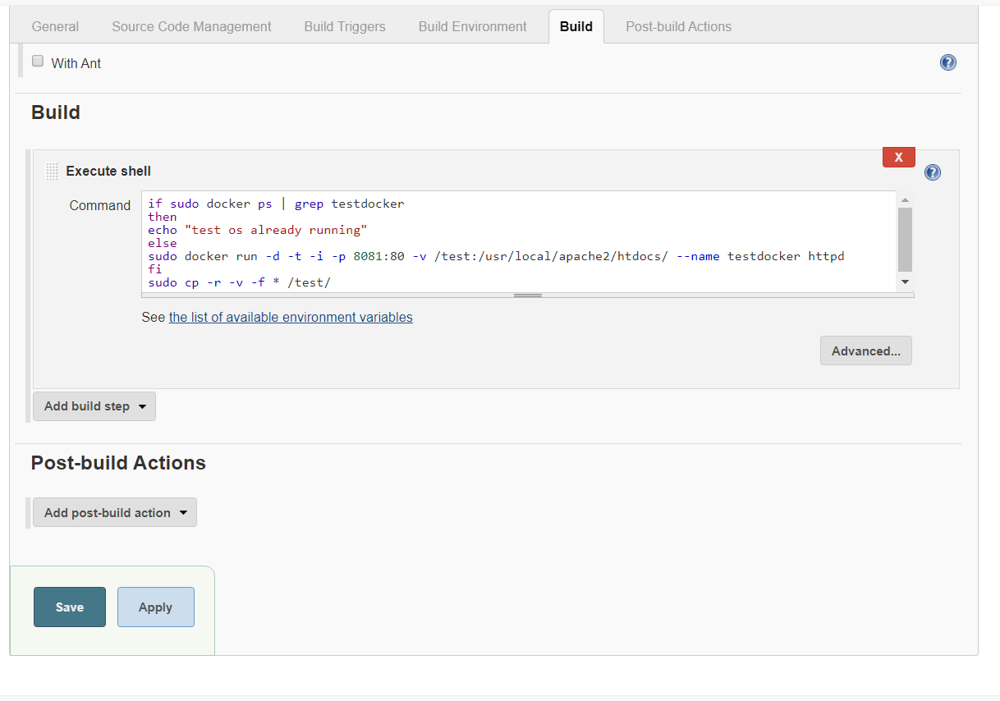 General Source Code Management Build Triggers Build Environment Build Post-build Actions
With Ant
?
Build
X
?
Execute shell
Command
if sudo docker ps | grep testdocker
then
echo "test os already running"
else
sudo docker run -d -t -i -p 8081:80 -v /test:/usr/local/apache2/htdocs/ --name testdocker httpd
fi
sudo cp -r -v -f * /test/
See the list of available environment variables
Advanced...
Add build step
Post-build Actions
Add post-build action
Save Apply